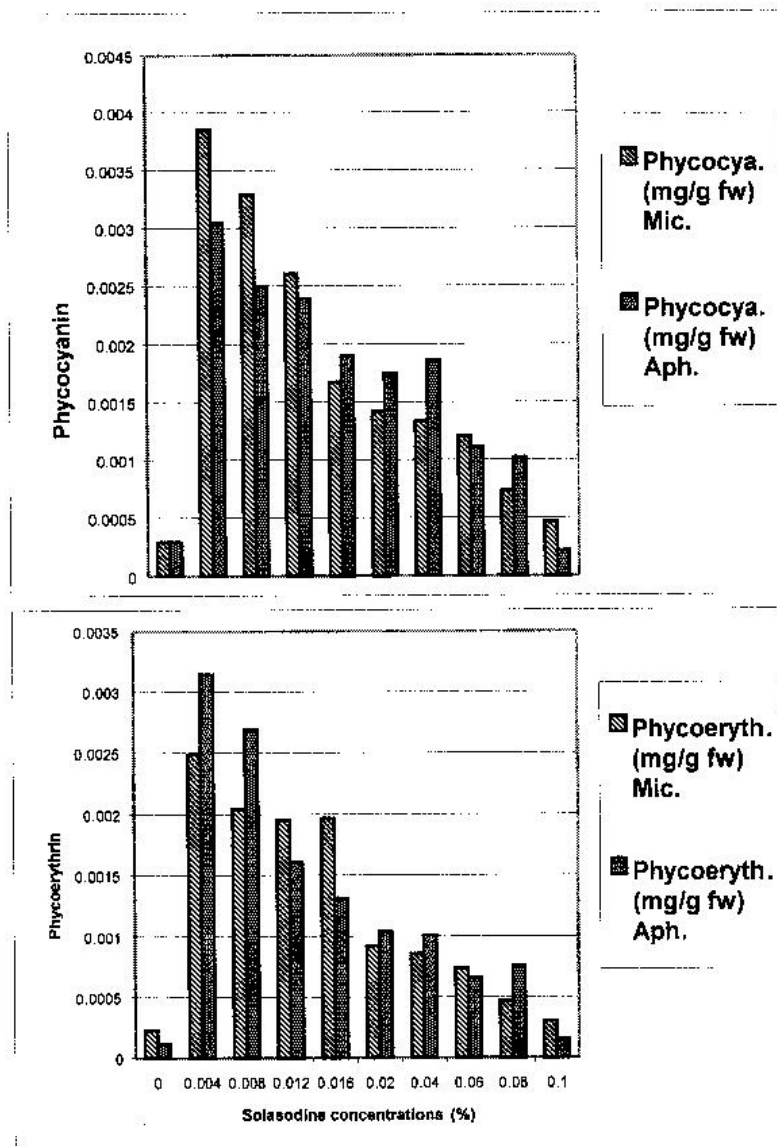 0.0045
0.004
0.0035
0.003
0.0025
0.002
0.0015
0.001
0.0005
0
Phycocyanin
Phycocya.
(mg/g fw)
Mic.
Phycocya.
(mg/g fw)
Aph.
0.0035
0.003
0.0025
0.002
0.0015
0.001
0.0005
0
Phycoerythrin
0 0.004 0.008 0.012 0.016 0.02 0.04 0.06 0.08 0.1
Solasodine concentrations (%)
Phycoeryth.
(mg/g fw)
Mic.
Phycoeryth.
(mg/g fw)
Aph.